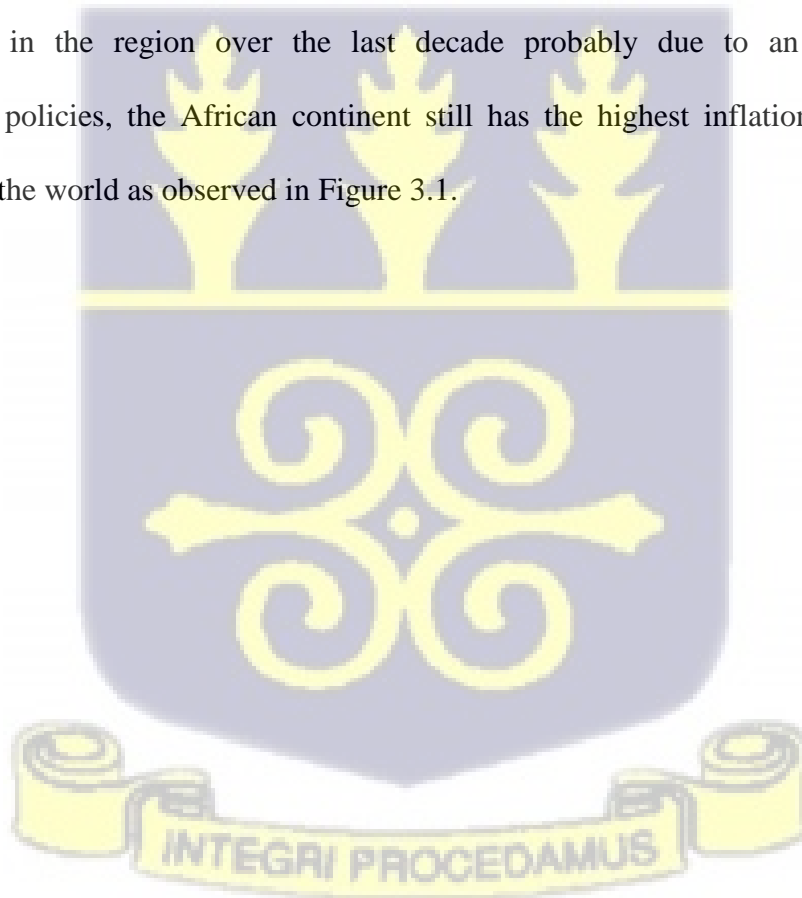 in the region over the last decade probably due to an
policies, the African continent still has the highest inflation
the world as observed in Figure 3.1.
INTEGRI PROCEDAMUS